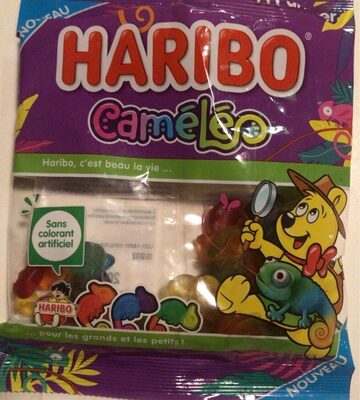 NOUVEAU
HARIBO
Caméléo
Haribo, c'est beau la vie ...
Sans
colorant
artificiel
HARIBO
... pour les grands et les petits !
NOUVEAU
NOUVEAU